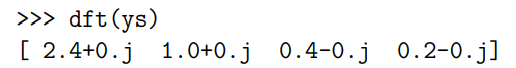 >>> dft(ys)
[ 2.4+0.j 1.0+0.j 0.4-0.j 0.2-0.j]